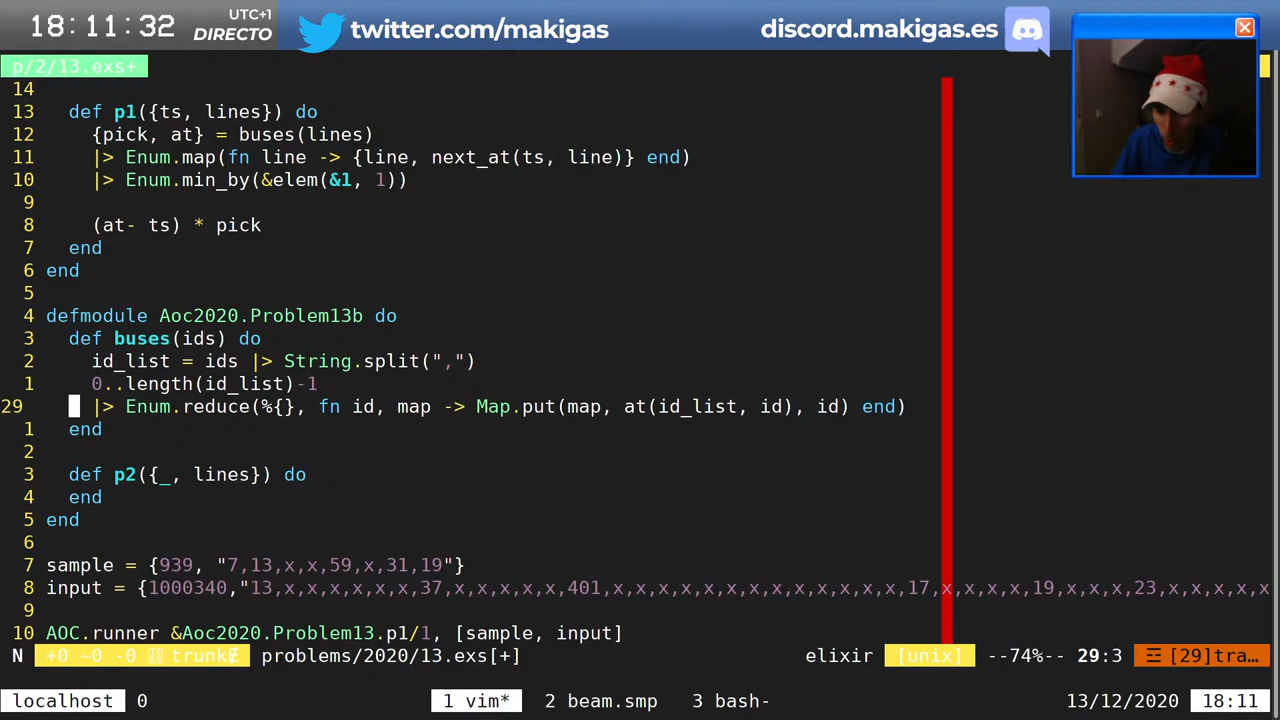 18:11:32 UTC+1 DIRECTO twitter.com/makigas discord.makigas.es
p/2/13.exs+
14
13 def p1({ts, lines}) do
12 {pick, at} = buses(lines)
11 |> Enum.map(fn line -> {line, next_at(ts, line)} end)
10 |> Enum.min_by(&elem(&1, 1))
9
8 (at- ts) * pick
7 end
6 end
5
4 defmodule Aoc2020.Problem13b do
3 def buses(ids) do
2 id_list = ids |> String.split(",")
1 0..length(id_list)-1
29 |> Enum.reduce(%{}, fn id, map -> Map.put(map, at(id_list, id), id) end)
1 end
2
3 def p2({_, lines}) do
4 end
5 end
6
7 sample = {939, "7,13,x,x,59,x,31,19"}
8 input = {1000340,"13,x,x,x,x,x,x,37,x,x,x,x,x,401,x,x,x,x,x,x,x,x,x,x,x,x,x,17,x,x,x,x,19,x,x,x,23,x,x,x,x,x
9
10 AOC.runner &Aoc2020.Problem13.p1/1, [sample, input]
N +0 ~0 -0 trunk problems/2020/13.exs[+] elixir [unix] --74%-- 29:3 ☲ [29]tra…
localhost 0 1 vim* 2 beam.smp 3 bash- 13/12/2020 18:11